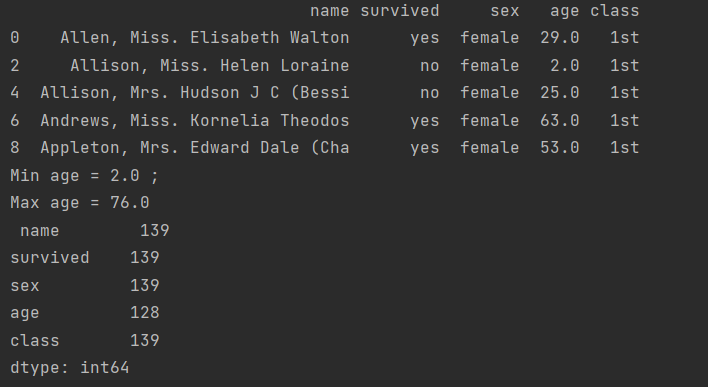 name survived sex age class
0 Allen, Miss. Elisabeth Walton yes female 29.0 1st
2 Allison, Miss. Helen Loraine no female 2.0 1st
4 Allison, Mrs. Hudson J C (Bessi no female 25.0 1st
6 Andrews, Miss. Kornelia Theodos yes female 63.0 1st
8 Appleton, Mrs. Edward Dale (Cha yes female 53.0 1st
Min age = 2.0 ;
Max age = 76.0
name 139
survived 139
sex 139
age 128
class 139
dtype: int64